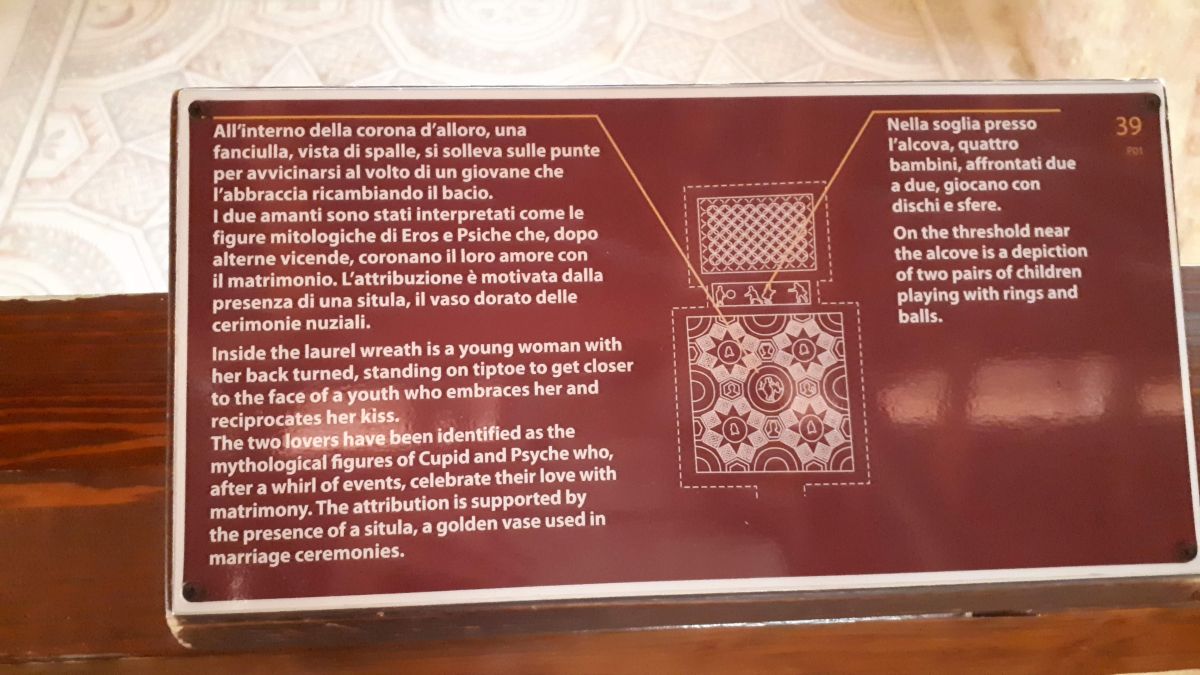 All'interno della corona d'alloro, una
fanciulla, vista di spalle, si solleva sulle punte
per avvicinarsi al volto di un giovane che
l'abbraccia ricambiando il bacio.
I due amanti sono stati interpretati come le
figure mitologiche di Eros e Psiche che, dopo
alterne vicende, coronano il loro amore con
il matrimonio. L'attribuzione è motivata dalla
presenza di una situla, il vaso dorato delle
cerimonie nuziali.
Inside the laurel wreath is a young woman with
her back turned, standing on tiptoe to get closer
to the face of a youth who embraces her and
reciprocates her kiss.
The two lovers have been identified as the
mythological figures of Cupid and Psyche who,
after a whirl of events, celebrate their love with
matrimony. The attribution is supported by
the presence of a situla, a golden vase used in
marriage ceremonies.
Nella soglia presso
l'alcova, quattro
bambini, affrontati due
a due, giocano con
dischi e sfere.
On the threshold near
the alcove is a depiction
of two pairs of children
playing with rings and
balls.
39
P01